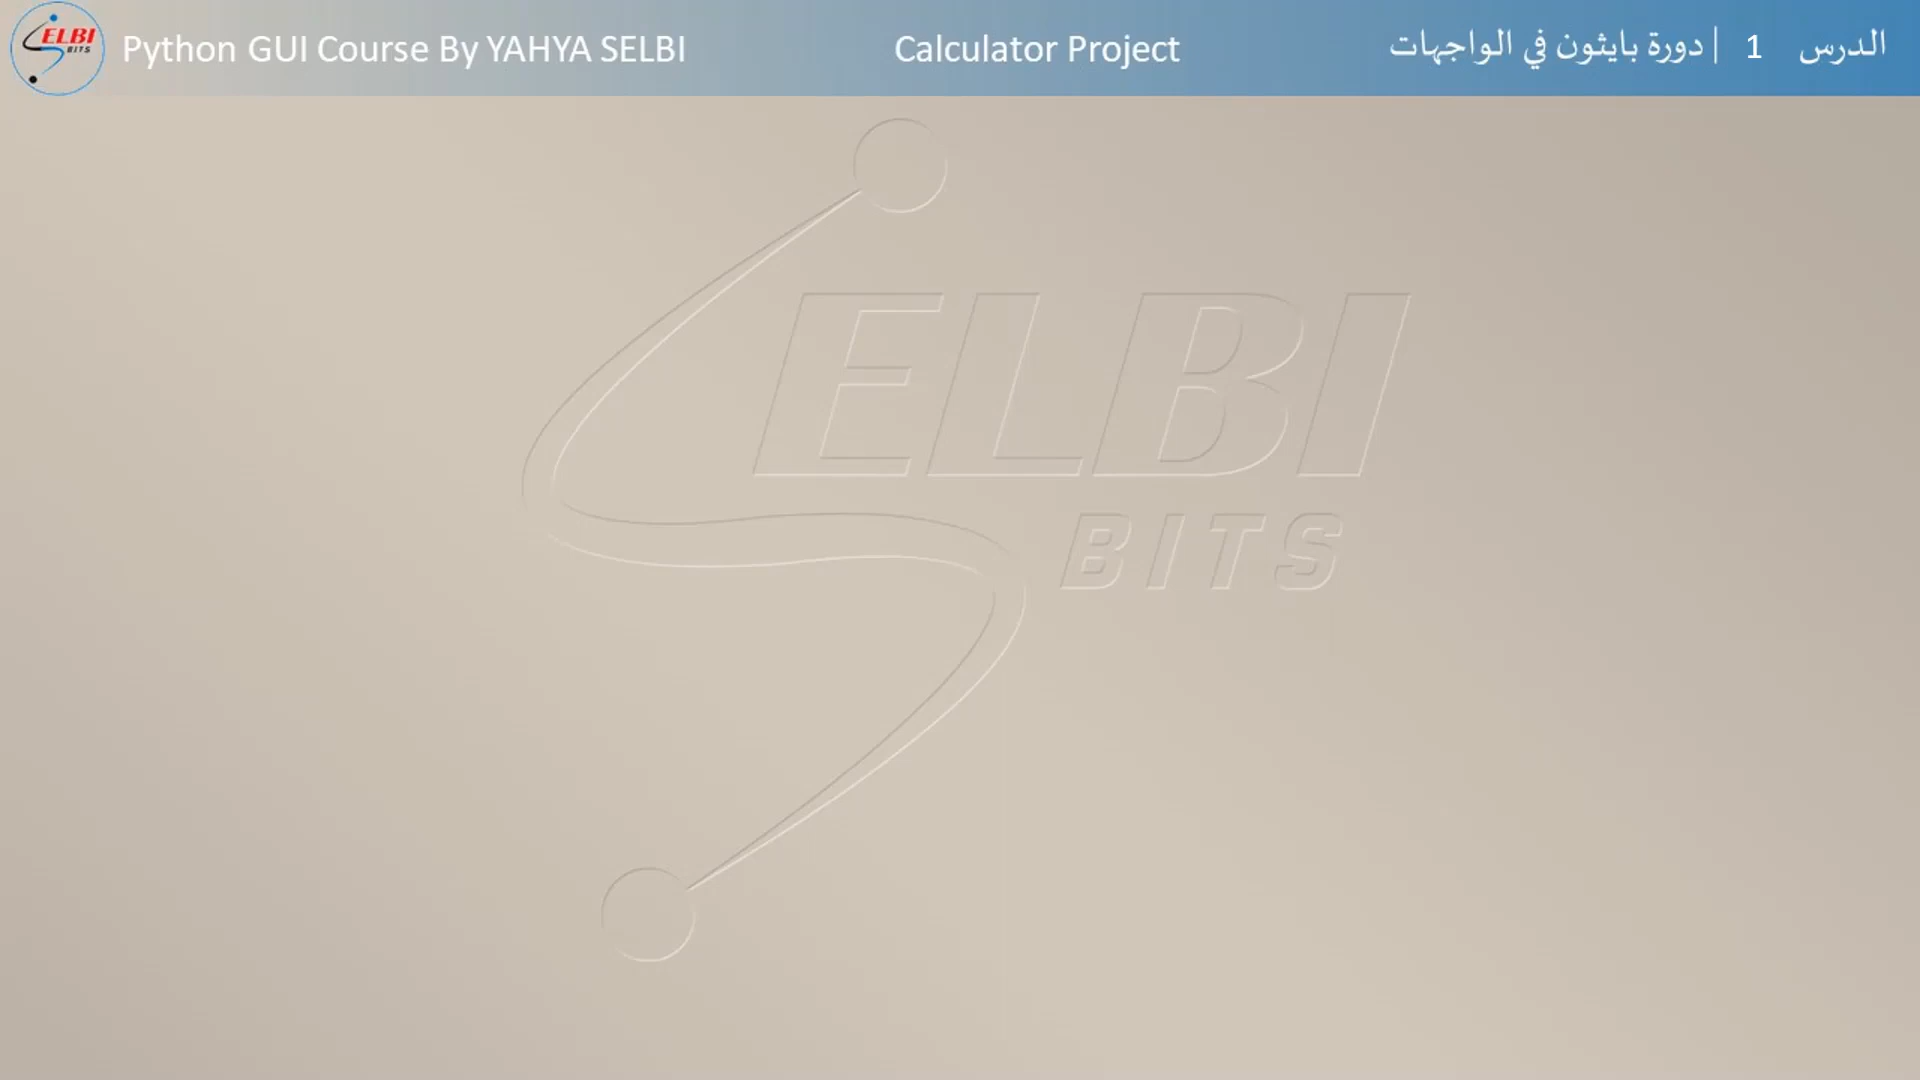 ELBI
BITS
Python GUI Course By YAHYA SELBI
Calculator Project
الدرس 1 | دورة بايثون في الواجهات
ELBI
BITS